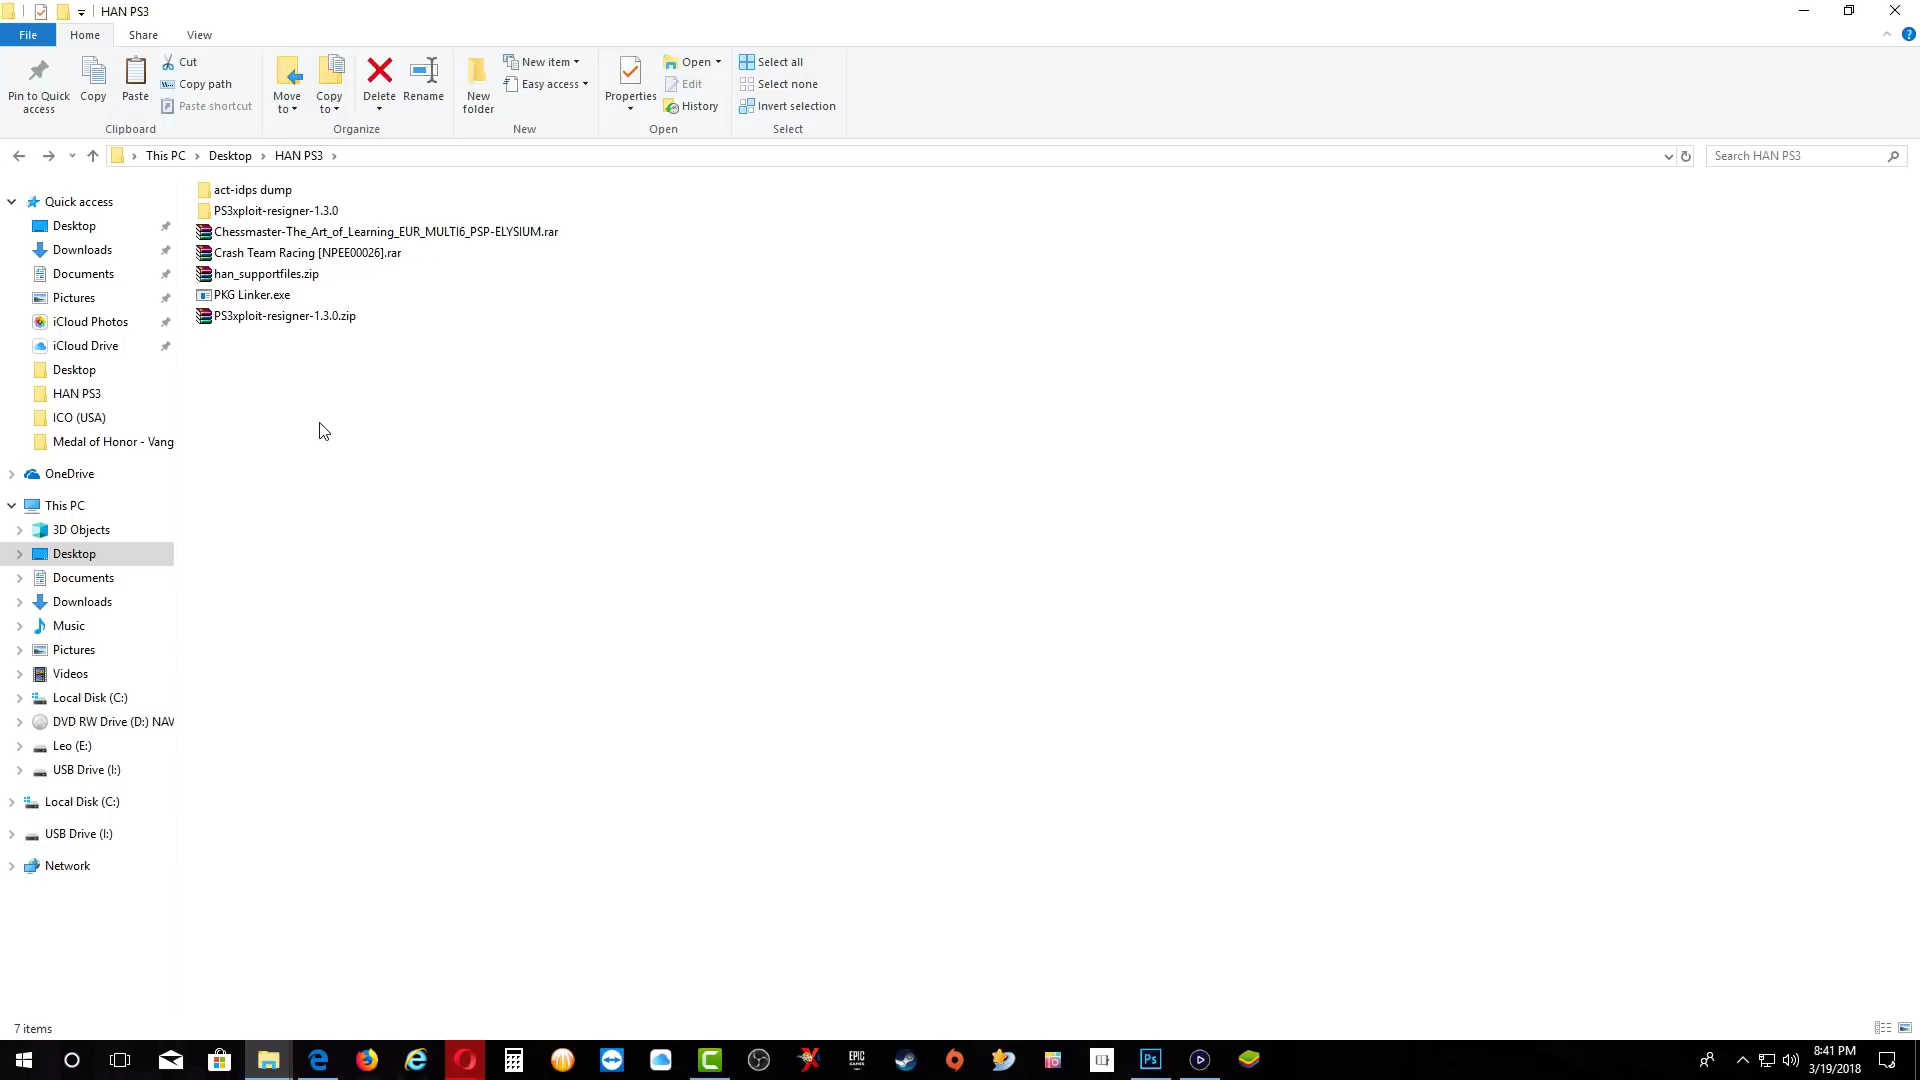 HAN PS3
File Home Share View
Pin to Quick access
Copy
Paste
Cut
Copy path
Paste shortcut
Clipboard
Move to
Copy to
Delete
Rename
Organize
New folder
New item
Easy access
New
Properties
Open
Edit
History
Open
Select all
Select none
Invert selection
Select
This PC > Desktop > HAN PS3 >
Search HAN PS3
Quick access
Desktop
Downloads
Documents
Pictures
iCloud Photos
iCloud Drive
Desktop
HAN PS3
ICO (USA)
Medal of Honor - Vang
OneDrive
This PC
3D Objects
Desktop
Documents
Downloads
Music
Pictures
Videos
Local Disk (C:)
DVD RW Drive (D:) NAV
Leo (E:)
USB Drive (I:)
Local Disk (C:)
USB Drive (I:)
Network
act-idps dump
PS3xploit-resigner-1.3.0
Chessmaster-The_Art_of_Learning_EUR_MULTI6_PSP-ELYSIUM.rar
Crash Team Racing [NPEE00026].rar
han_supportfiles.zip
PKG Linker.exe
PS3xploit-resigner-1.3.0.zip
7 items
EPIC GAMES
Ps
8:41 PM
3/19/2018